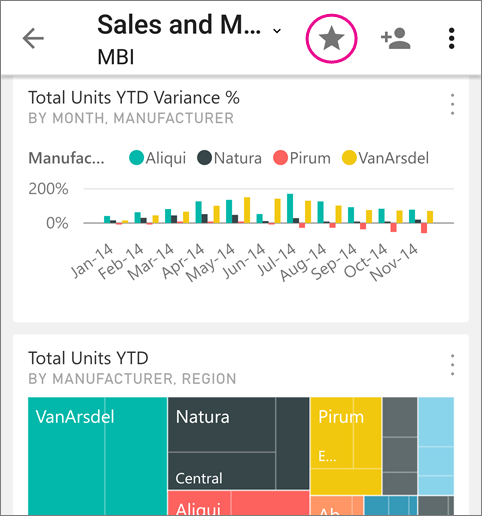 Sales and M...
MBI
Total Units YTD Variance %
BY MONTH, MANUFACTURER
Manufac... Aliqui Natura Pirum VanArsdel
200%
0%
Jan-14 Feb-14 Mar-14 Apr-14 May-14 Jun-14 Jul-14 Aug-14 Sep-14 Oct-14 Nov-14
Total Units YTD
BY MANUFACTURER, REGION
VanArsdel Natura Pirum
E...
Central
Aliqui Ab